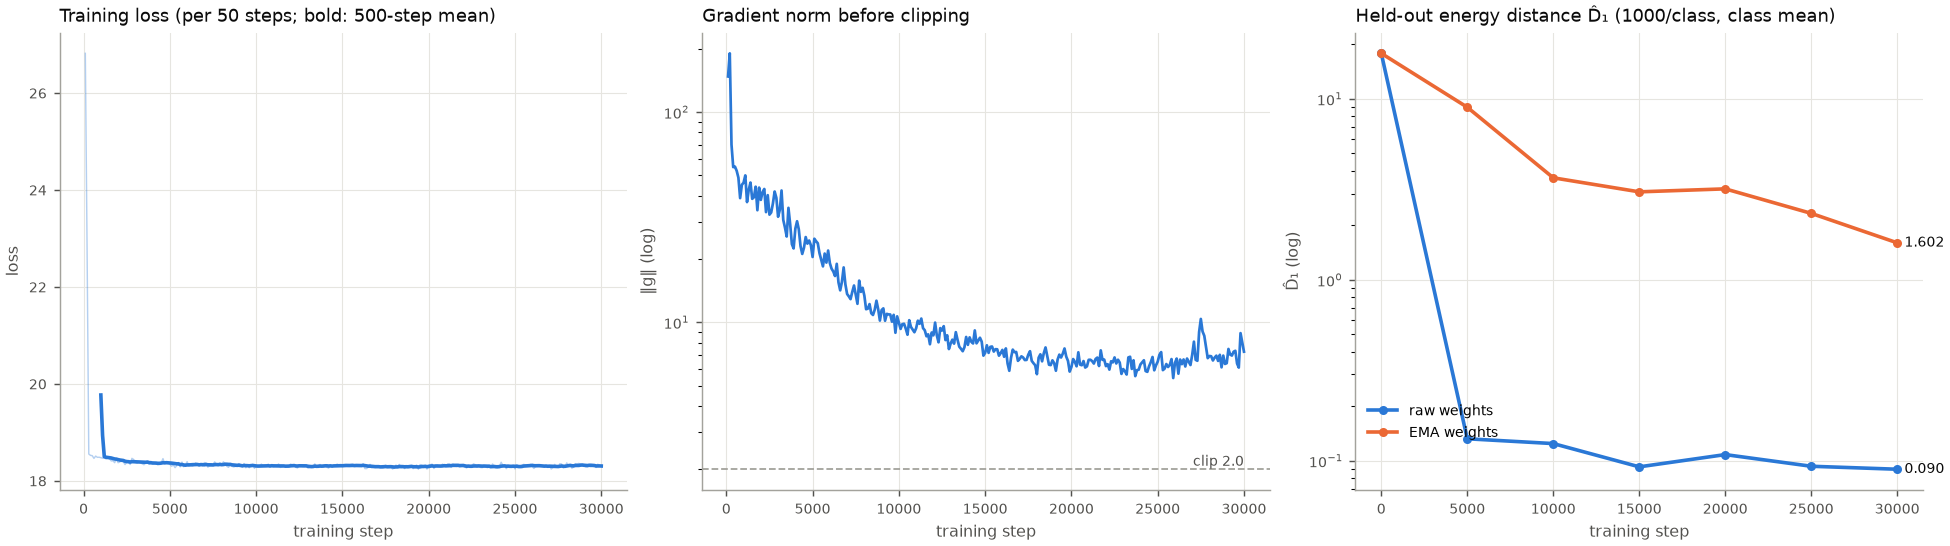 Training loss (per 50 steps; bold: 500-step mean)
26
24
22
20
18
loss
0 5000 10000 15000 20000 25000 30000
training step
Gradient norm before clipping
10²
10¹
‖g‖ (log)
clip 2.0
0 5000 10000 15000 20000 25000 30000
training step
Held-out energy distance D̂₁ (1000/class, class mean)
10¹
10⁰
10⁻¹
D̂₁ (log)
1.602
raw weights
EMA weights
0.090
0 5000 10000 15000 20000 25000 30000
training step